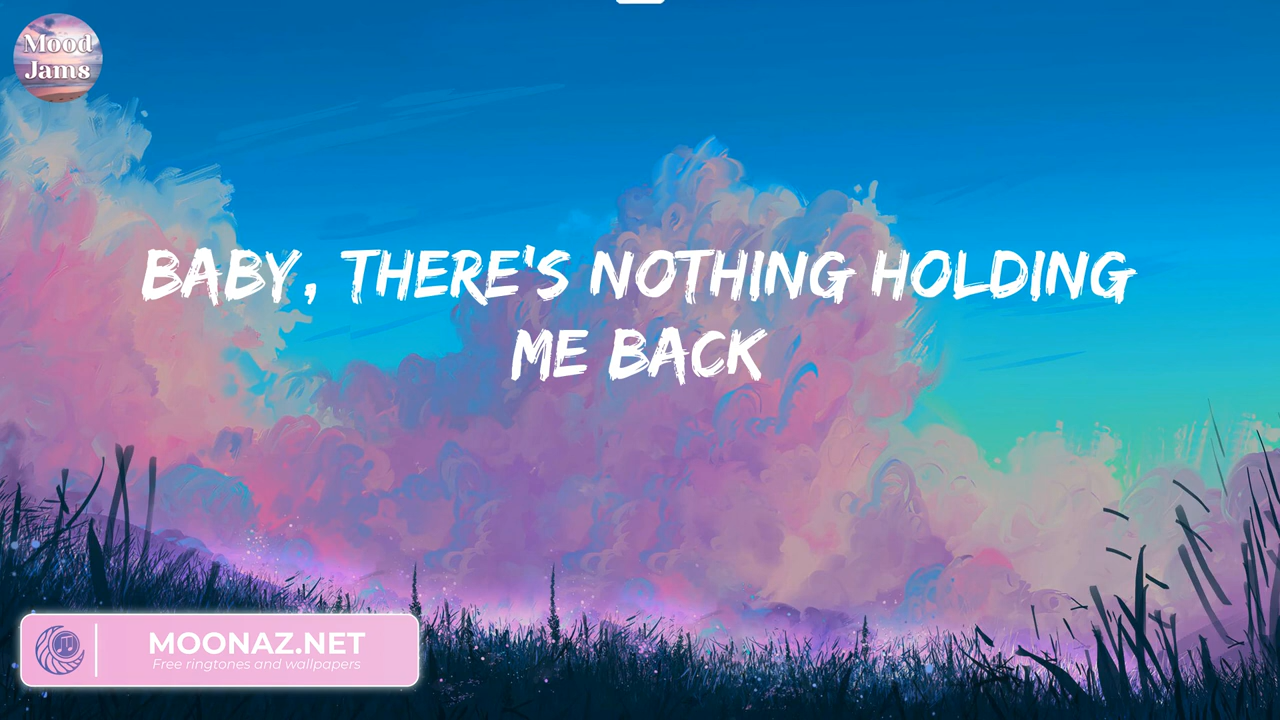 Mood
Jams
BABY, THERE'S NOTHING HOLDING
ME BACK
MOONAZ.NET
Free ringtones and wallpapers